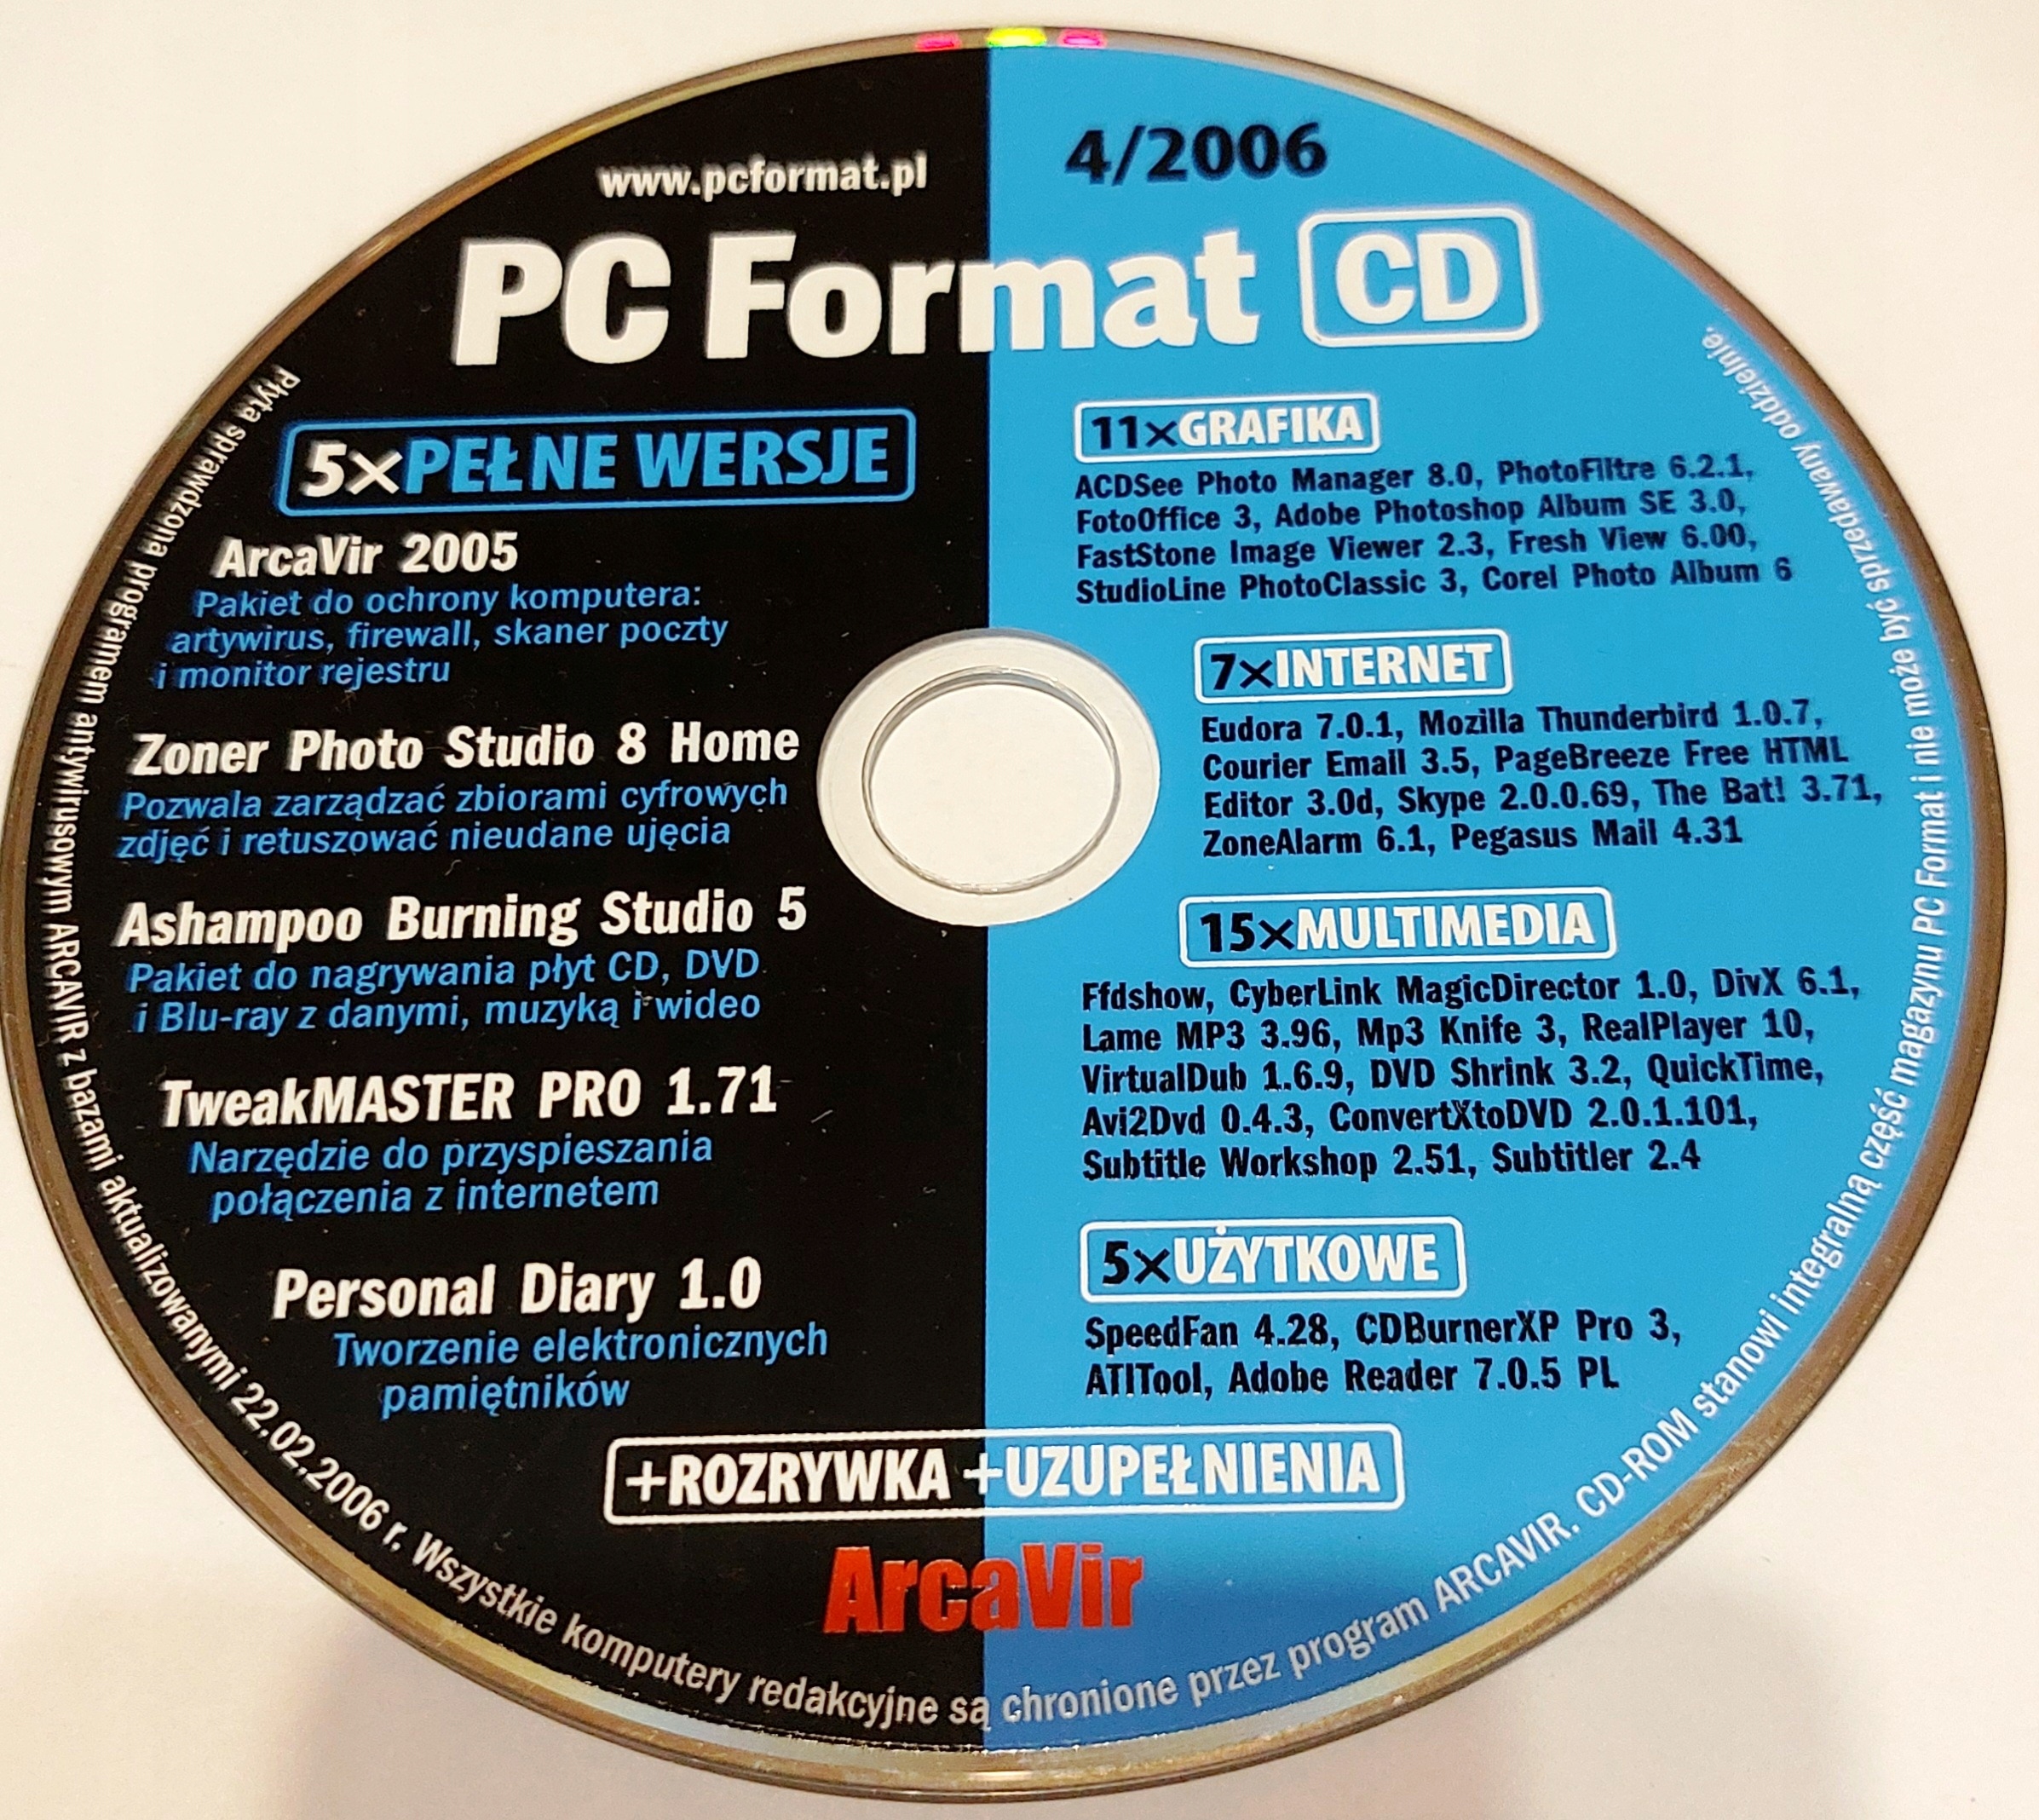 www.pcformat.pl
4/2006
PC Format CD
5xPEŁNE WERSJE
ArcaVir 2005
Pakiet do ochrony komputera:
artywirus, firewall, skaner poczty
i monitor rejestru
Zoner Photo Studio 8 Home
Pozwala zarządzać zbiorami cyfrowych
zdjęć i retuszować nieudane ujęcia
Ashampoo Burning Studio 5
Pakiet do nagrywania płyt CD, DVD
i Blu-ray z danymi, muzyką i wideo
TweakMASTER PRO 1.71
Narzędzie do przyspieszania
połączenia z internetem
Personal Diary 1.0
Tworzenie elektronicznych
pamiętników
11xGRAFIKA
ACDSee Photo Manager 8.0, PhotoFiltre 6.2.1,
FotoOffice 3, Adobe Photoshop Album SE 3.0,
FastStone Image Viewer 2.3, Fresh View 6.00,
StudioLine PhotoClassic 3, Corel Photo Album 6
7xINTERNET
Eudora 7.0.1, Mozilla Thunderbird 1.0.7,
Courier Email 3.5, PageBreeze Free HTML
Editor 3.0d, Skype 2.0.0.69, The Bat! 3.71,
ZoneAlarm 6.1, Pegasus Mail 4.31
15xMULTIMEDIA
Ffdshow, CyberLink MagicDirector 1.0, DivX 6.1,
Lame MP3 3.96, Mp3 Knife 3, RealPlayer 10,
VirtualDub 1.6.9, DVD Shrink 3.2, QuickTime,
Avi2Dvd 0.4.3, ConvertXtoDVD 2.0.1.101,
Subtitle Workshop 2.51, Subtitler 2.4
5xUŻYTKOWE
SpeedFan 4.28, CDBurnerXP Pro 3,
ATITool, Adobe Reader 7.0.5 PL
+ROZRYWKA +UZUPEŁNIENIA
ArcaVir
Płyta sprawdzona programem antywirusowym ARCAVIR z bazami aktualizowanymi 22.02.2006 r. Wszystkie komputery redakcyjne są chronione przez program ARCAVIR. CD-ROM stanowi integralną część magazynu PC Format i nie może być sprzedawany oddzielnie.